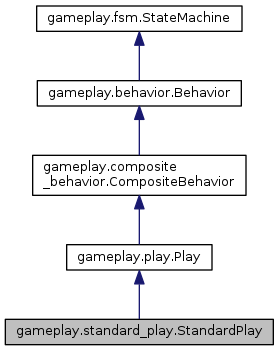 gameplay.fsm.StateMachine
gameplay.behavior.Behavior
gameplay.composite
_behavior.CompositeBehavior
gameplay.play.Play
gameplay.standard_play.StandardPlay